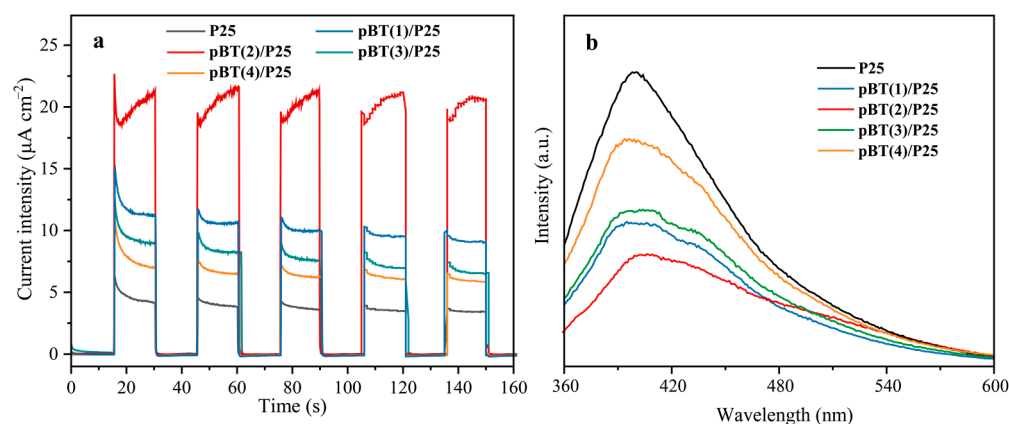 a
P25
pBT(1)/P25
pBT(2)/P25
pBT(3)/P25
pBT(4)/P25
Current intensity (μA cm⁻²)
25
20
15
10
5
0
0 20 40 60 80 100 120 140 160
Time (s)
b
P25
pBT(1)/P25
pBT(2)/P25
pBT(3)/P25
pBT(4)/P25
Intensity (a.u.)
360 420 480 540 600
Wavelength (nm)